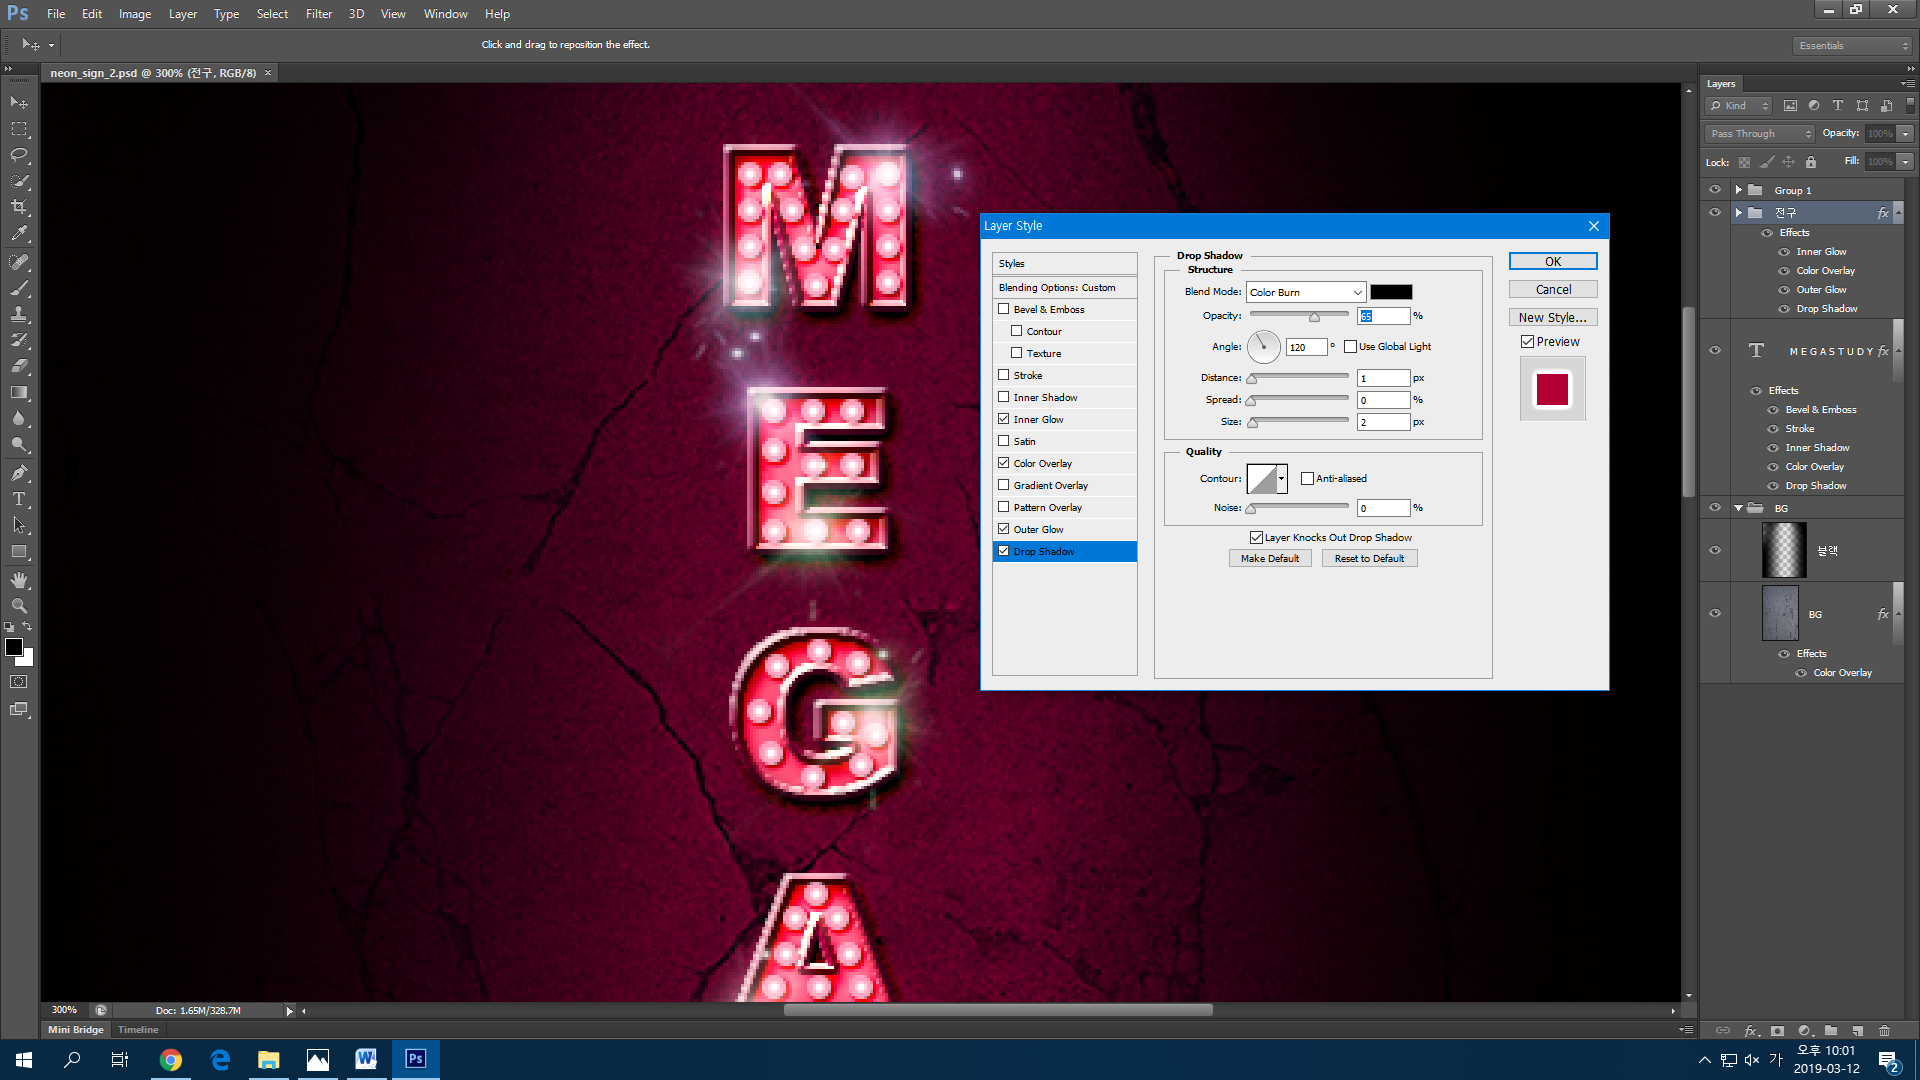 Ps File Edit Image Layer Type Select Filter 3D View Window Help
Click and drag to reposition the effect.
Essentials
neon_sign_2.psd @ 300% (전구, RGB/8) ×
M
E
G
A
Layer Style
Styles
Blending Options: Custom
Bevel & Emboss
Contour
Texture
Stroke
Inner Shadow
Inner Glow
Satin
Color Overlay
Gradient Overlay
Pattern Overlay
Outer Glow
Drop Shadow
Drop Shadow
Structure
Blend Mode: Color Burn
Opacity: 65 %
Angle: 120 ° Use Global Light
Distance: 1 px
Spread: 0 %
Size: 2 px
Quality
Contour: Anti-aliased
Noise: 0 %
Layer Knocks Out Drop Shadow
Make Default Reset to Default
OK
Cancel
New Style...
Preview
Layers
Kind
Pass Through Opacity: 100%
Lock: Fill: 100%
Group 1
전구 fx
Effects
Inner Glow
Color Overlay
Outer Glow
Drop Shadow
T M E G A S T U D Y fx
Effects
Bevel & Emboss
Stroke
Inner Shadow
Color Overlay
Drop Shadow
BG
블랙
BG fx
Effects
Color Overlay
300% Doc: 1.65M/328.7M
Mini Bridge Timeline
가 오후 10:01
2019-03-12
2